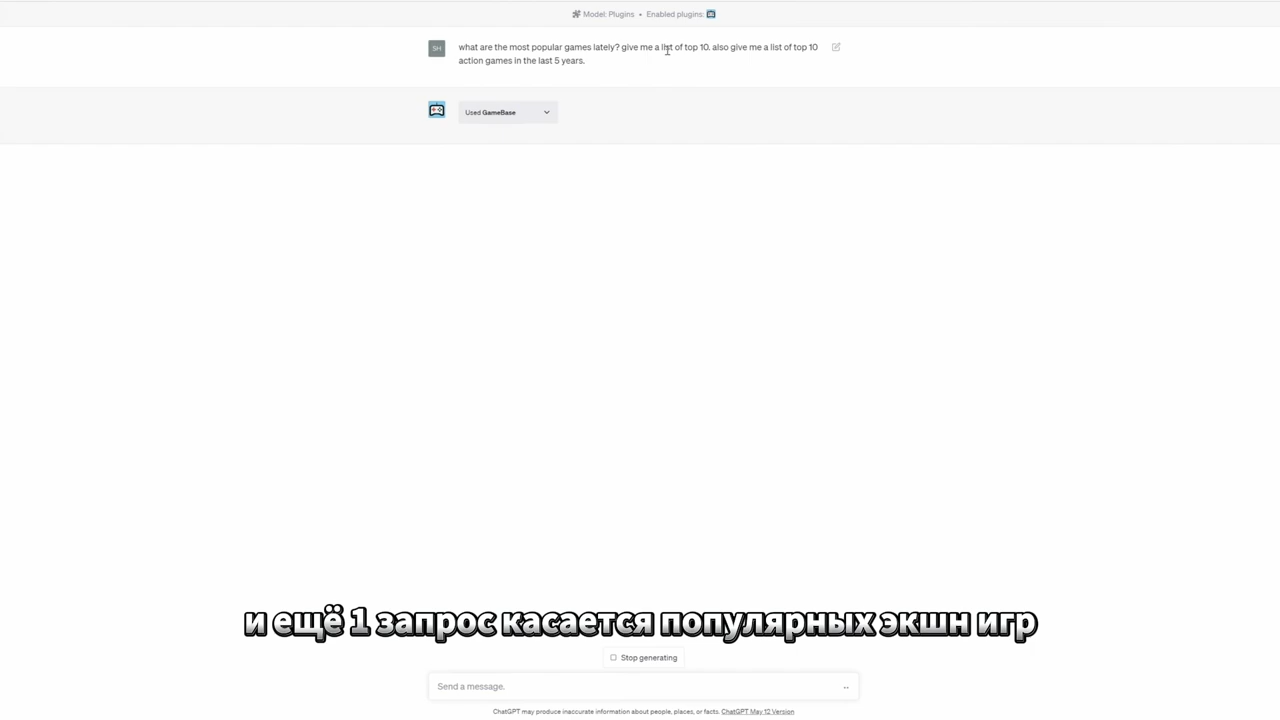 Model: Plugins • Enabled plugins:
SH
what are the most popular games lately? give me a list of top 10. also give me a list of top 10
action games in the last 5 years.
Used GameBase
и ещё 1 запрос касается популярных экшн игр
Stop generating
Send a message.
ChatGPT may produce inaccurate information about people, places, or facts. ChatGPT May 12 Version